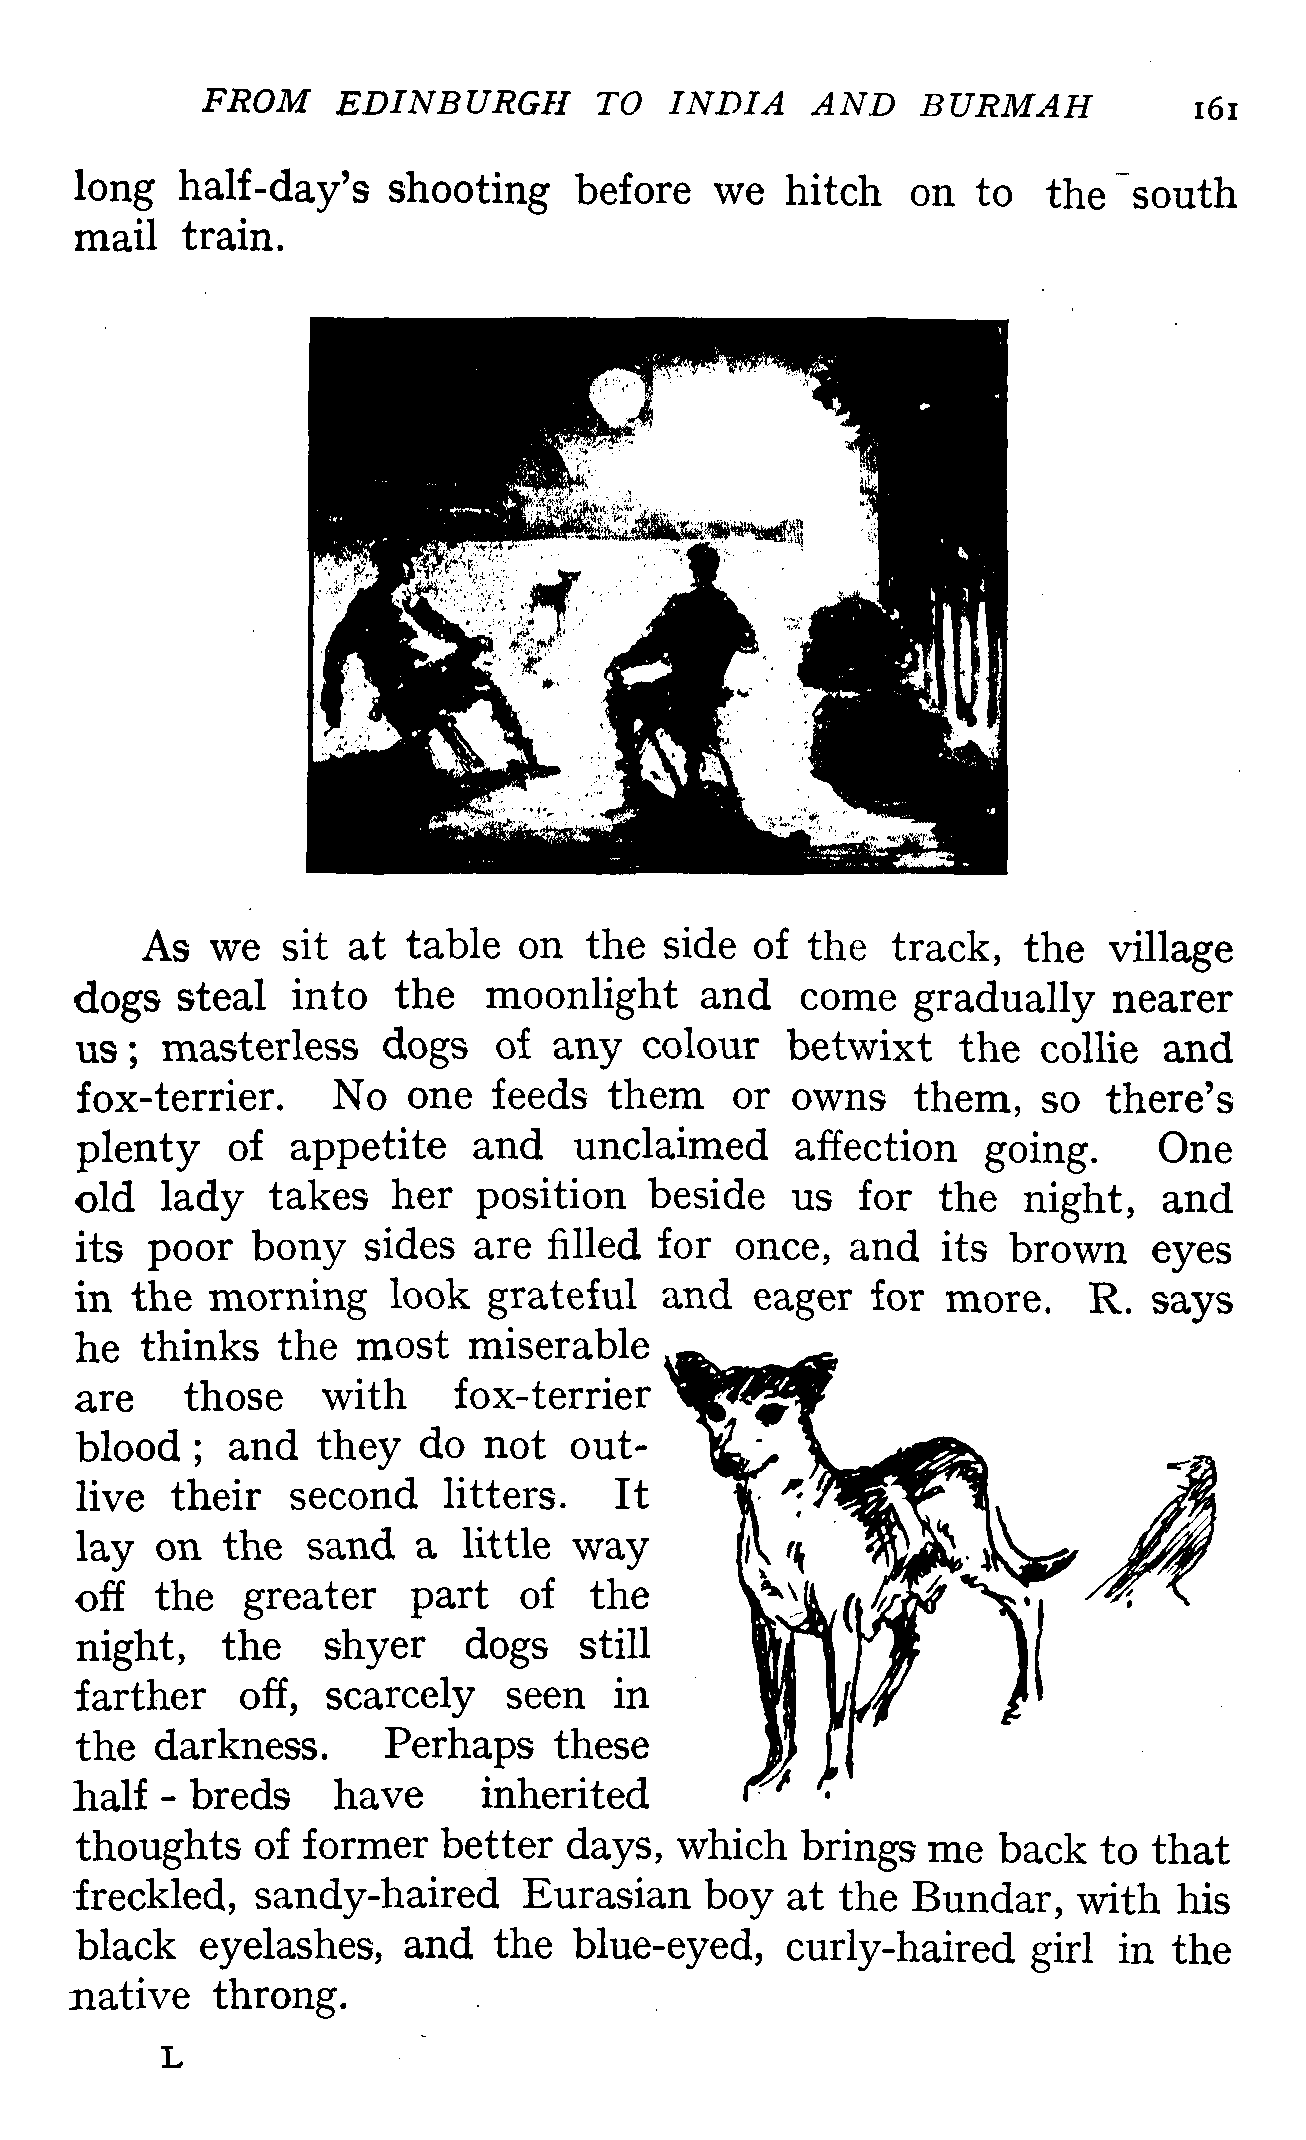 FROM EDINBURGH TO INDIA AND BURMAH 161
long half-day's shooting before we hitch on to the south
mail train.
As we sit at table on the side of the track, the village
dogs steal into the moonlight and come gradually nearer
us ; masterless dogs of any colour betwixt the collie and
fox-terrier. No one feeds them or owns them, so there's
plenty of appetite and unclaimed affection going. One
old lady takes her position beside us for the night, and
its poor bony sides are filled for once, and its brown eyes
in the morning look grateful and eager for more. R. says
he thinks the most miserable
are those with fox-terrier
blood ; and they do not out-
live their second litters. It
lay on the sand a little way
off the greater part of the
night, the shyer dogs still
farther off, scarcely seen in
the darkness. Perhaps these
half-breds have inherited
thoughts of former better days, which brings me back to that
freckled, sandy-haired Eurasian boy at the Bundar, with his
black eyelashes, and the blue-eyed, curly-haired girl in the
native throng.
L